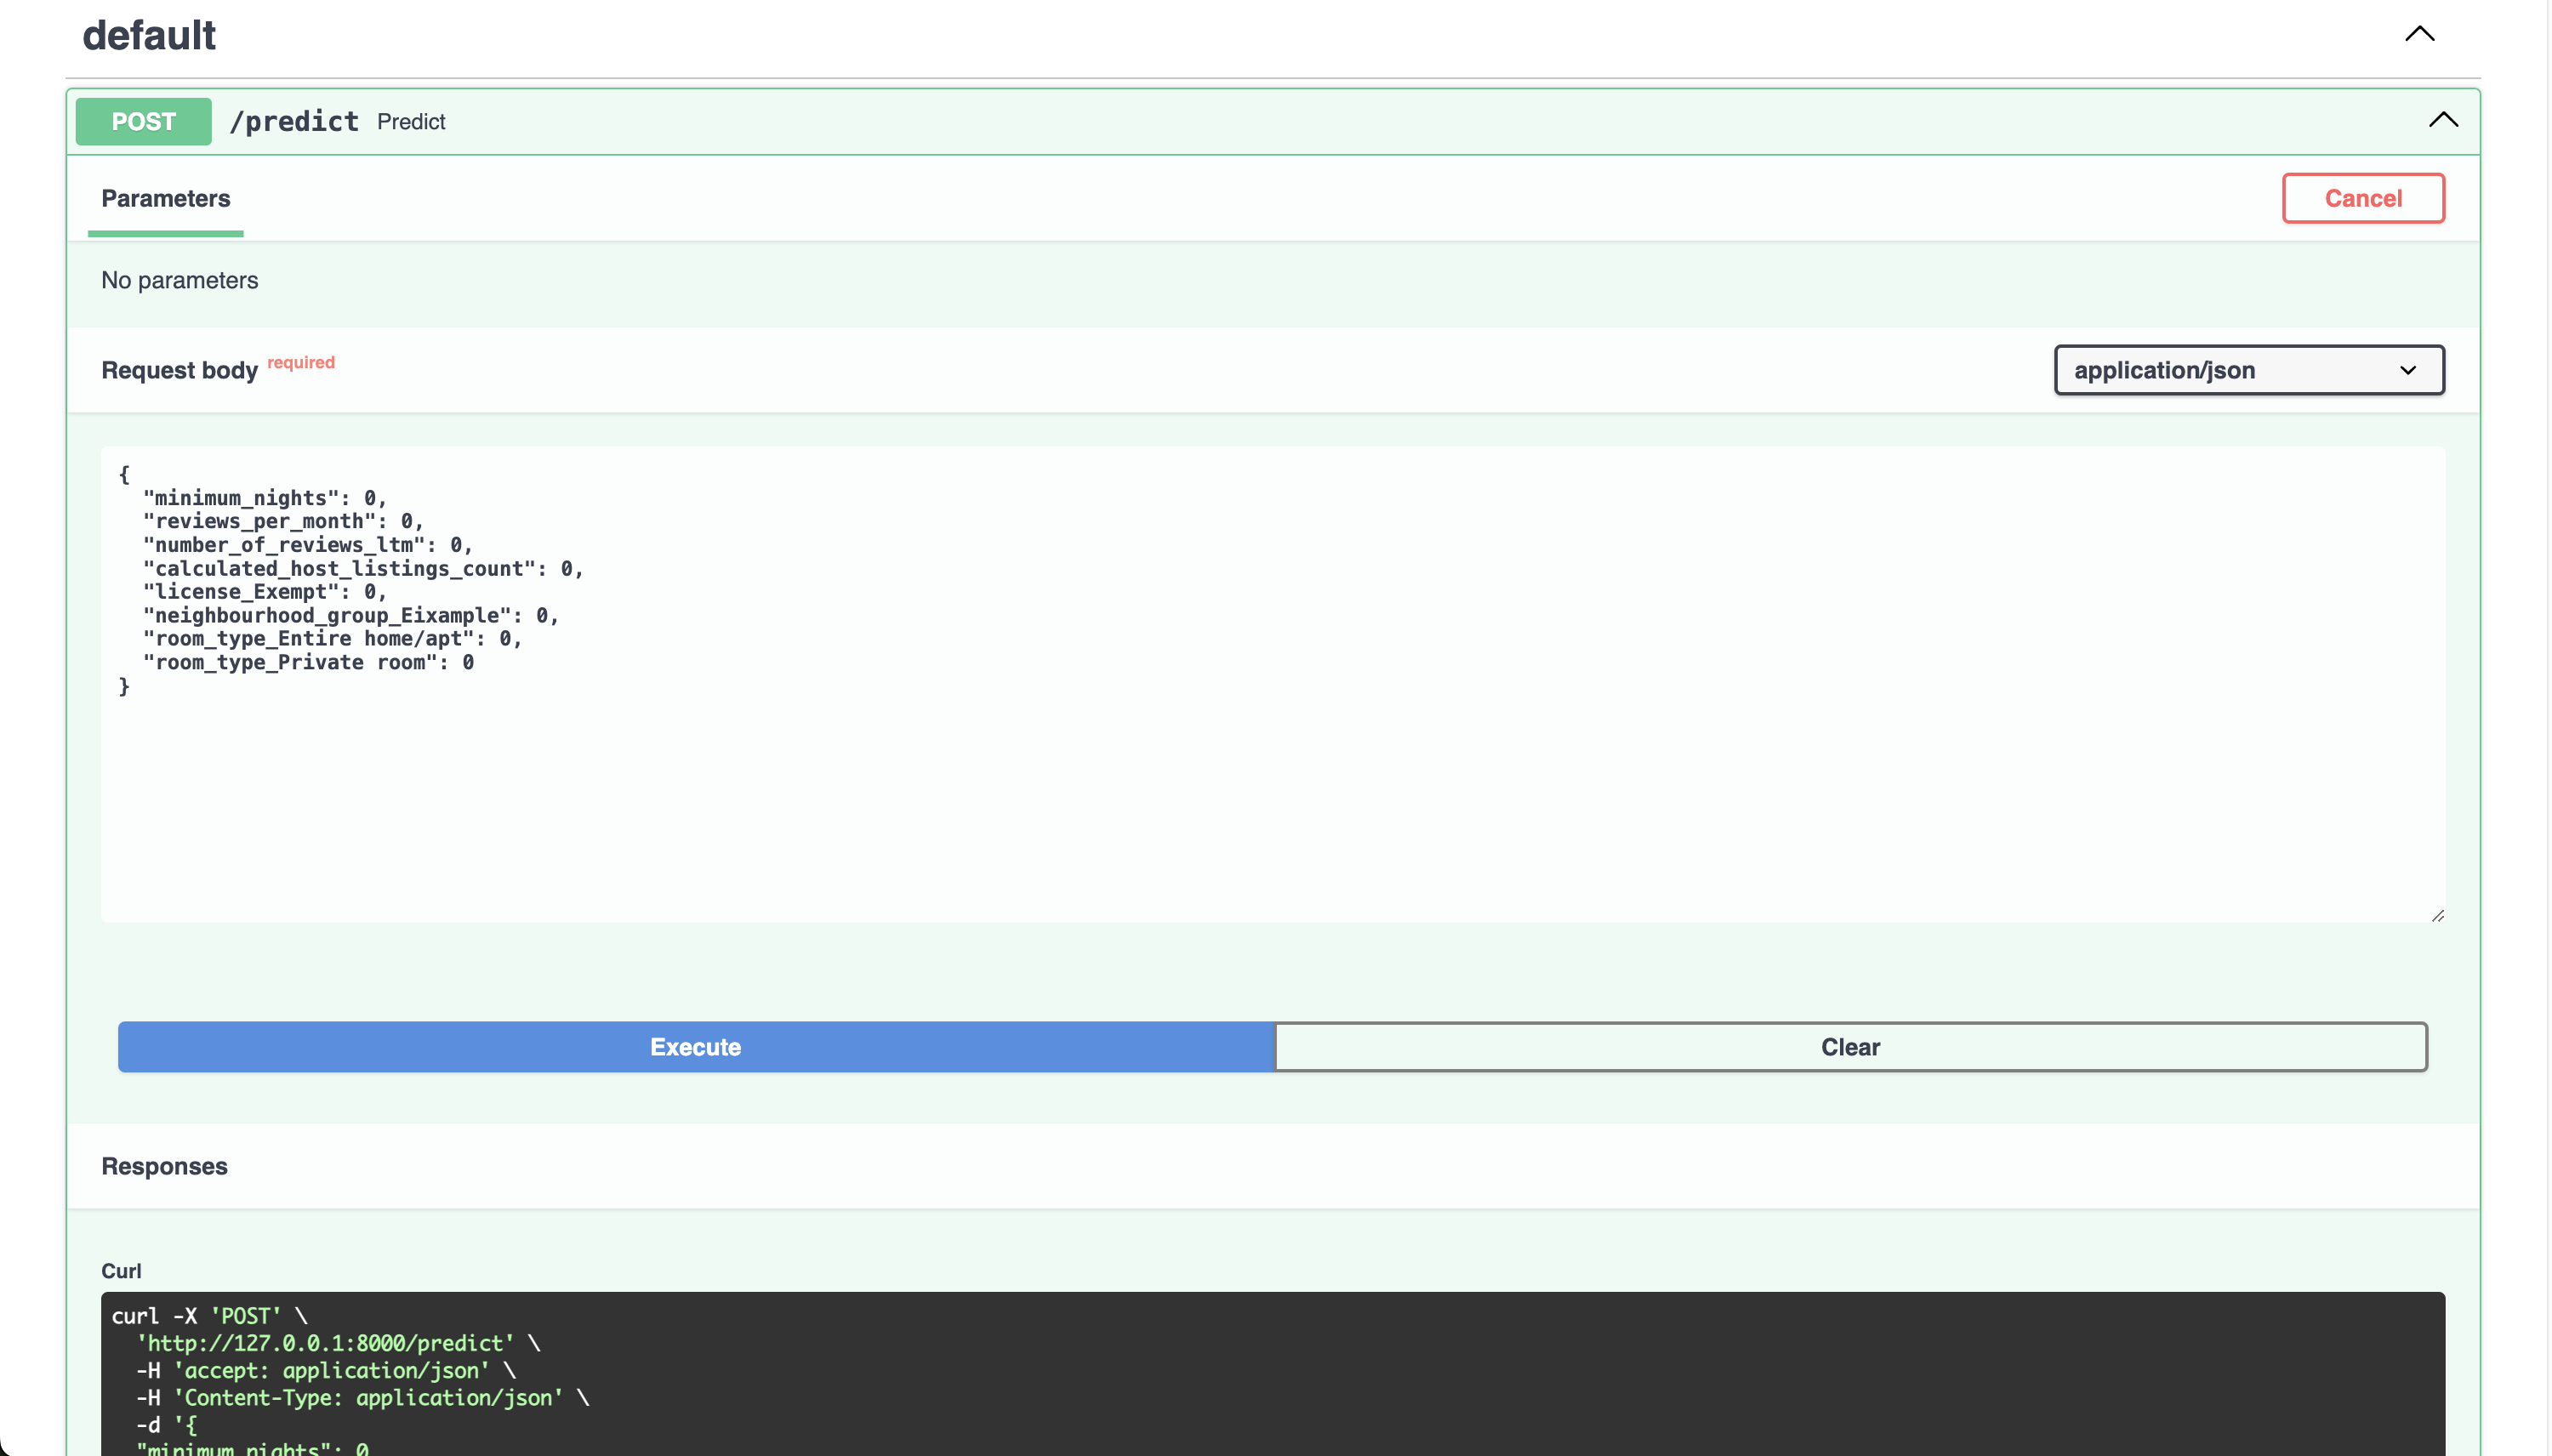 default
POST /predict Predict
Parameters
Cancel
No parameters
Request body required
application/json
{
  "minimum_nights": 0,
  "reviews_per_month": 0,
  "number_of_reviews_ltm": 0,
  "calculated_host_listings_count": 0,
  "license_Exempt": 0,
  "neighbourhood_group_Eixample": 0,
  "room_type_Entire home/apt": 0,
  "room_type_Private room": 0
}
Execute
Clear
Responses
Curl
curl -X 'POST' \
  'http://127.0.0.1:8000/predict' \
  -H 'accept: application/json' \
  -H 'Content-Type: application/json' \
  -d '{
  "minimum_nights": 0